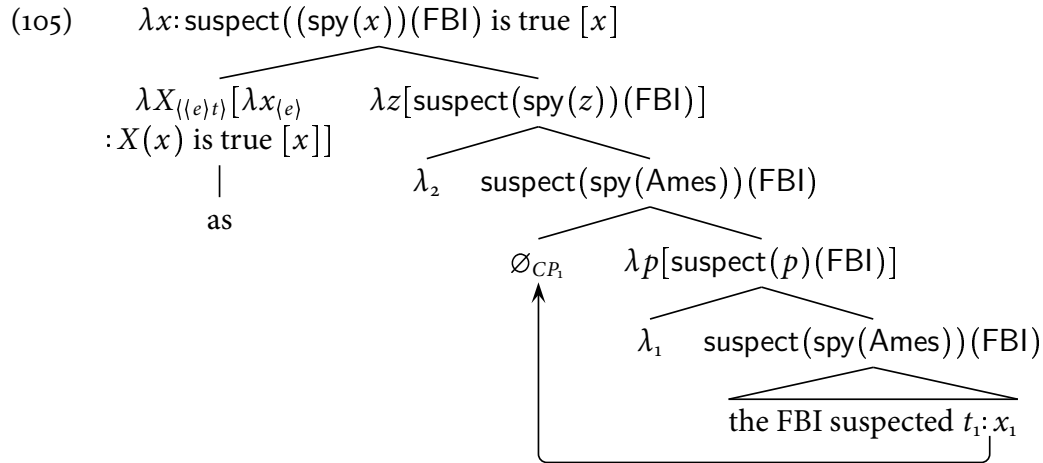 (105) λx:suspect((spy(x))(FBI) is true [x]
λX⟨⟨e⟩t⟩[λx⟨e⟩ λz[suspect(spy(z))(FBI)]
:X(x) is true [x]]
λ₂ suspect(spy(Ames))(FBI)
as
∅CP₁ λp[suspect(p)(FBI)]
λ₁ suspect(spy(Ames))(FBI)
the FBI suspected t₁:x₁